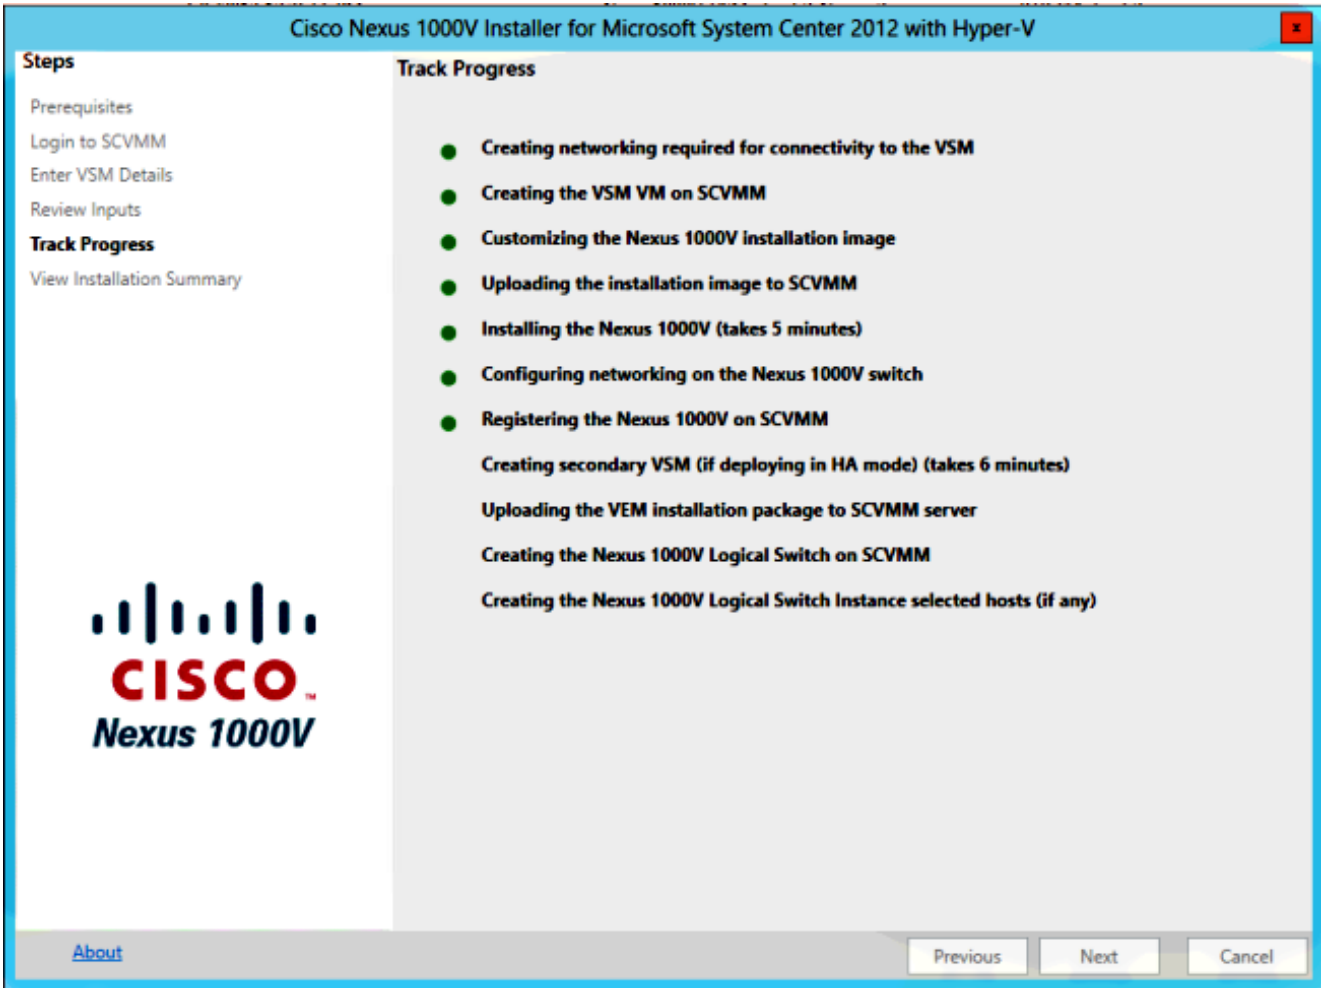 Cisco Nexus 1000V Installer for Microsoft System Center 2012 with Hyper-V
x
Steps
Prerequisites
Login to SCVMM
Enter VSM Details
Review Inputs
Track Progress
View Installation Summary
CISCO™
Nexus 1000V
Track Progress
Creating networking required for connectivity to the VSM
Creating the VSM VM on SCVMM
Customizing the Nexus 1000V installation image
Uploading the installation image to SCVMM
Installing the Nexus 1000V (takes 5 minutes)
Configuring networking on the Nexus 1000V switch
Registering the Nexus 1000V on SCVMM
Creating secondary VSM (if deploying in HA mode) (takes 6 minutes)
Uploading the VEM installation package to SCVMM server
Creating the Nexus 1000V Logical Switch on SCVMM
Creating the Nexus 1000V Logical Switch Instance selected hosts (if any)
About
Previous
Next
Cancel